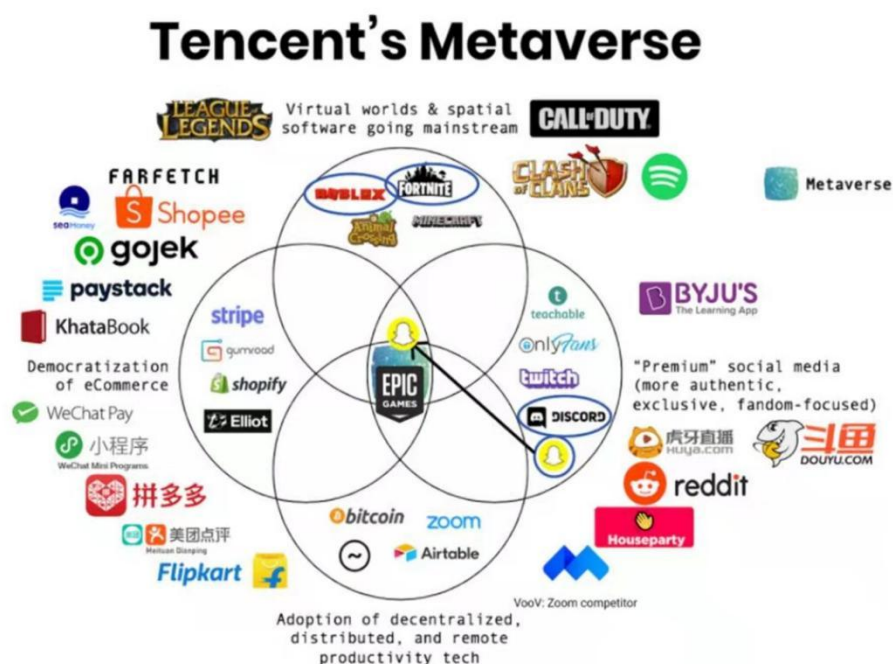 Tencent's Metaverse
LEAGUE OF
LEGENDS
Virtual worlds & spatial
software going mainstream
CALL OF DUTY
FARFETCH
seaMoney
Shopee
gojek
paystack
KhataBook
ROBLOX
FORTNITE
Animal
Crossing
MINECRAFT
CLASH
OF CLANS
Metaverse
stripe
gumroad
shopify
Elliot
EPIC
GAMES
teachable
OnlyFans
twitch
DISCORD
BYJU'S
The Learning App
Democratization
of eCommerce
WeChat Pay
小程序
WeChat Mini Programs
拼多多
美团点评
Meituan Dianping
Flipkart
"Premium" social media
(more authentic,
exclusive, fandom-focused)
虎牙直播
Huya.com
斗鱼
DOUYU.COM
reddit
Houseparty
bitcoin
zoom
Airtable
VooV: Zoom competitor
Adoption of decentralized,
distributed, and remote
productivity tech